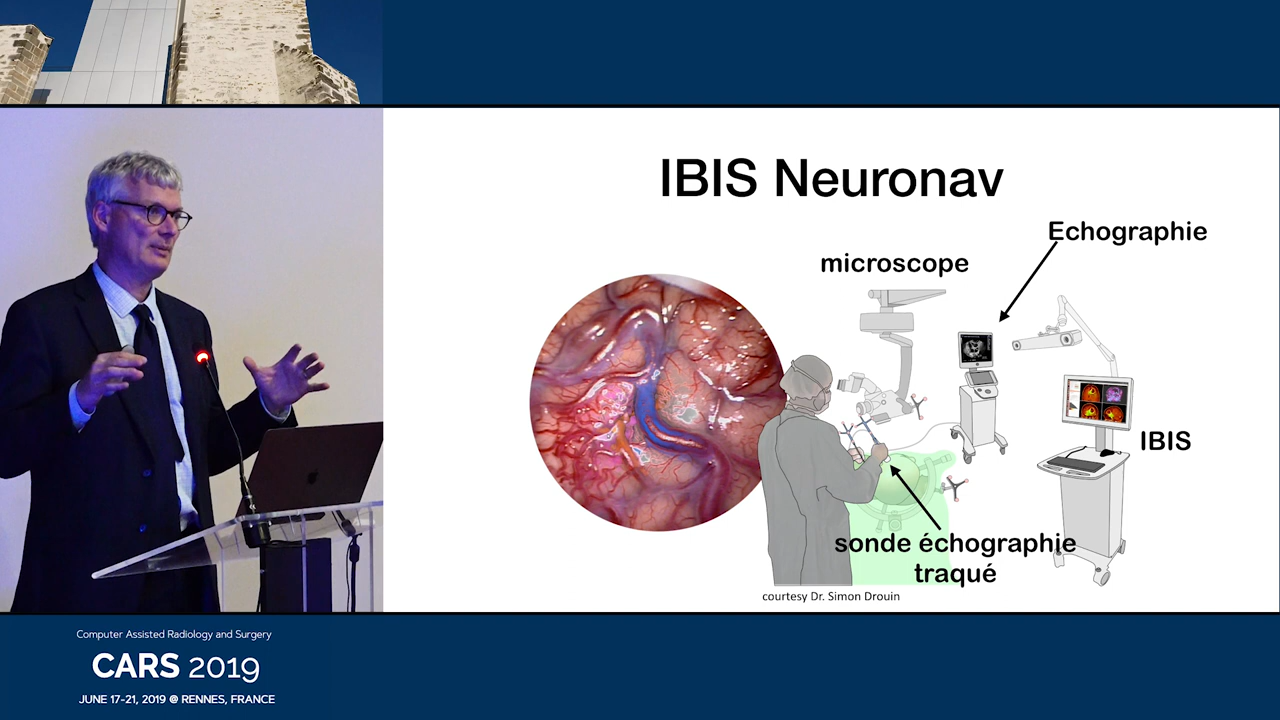 IBIS Neuronav
Echographie
microscope
IBIS
sonde échographie
traqué
courtesy Dr. Simon Drouin
Computer Assisted Radiology and Surgery
CARS 2019
JUNE 17-21, 2019 @ RENNES, FRANCE